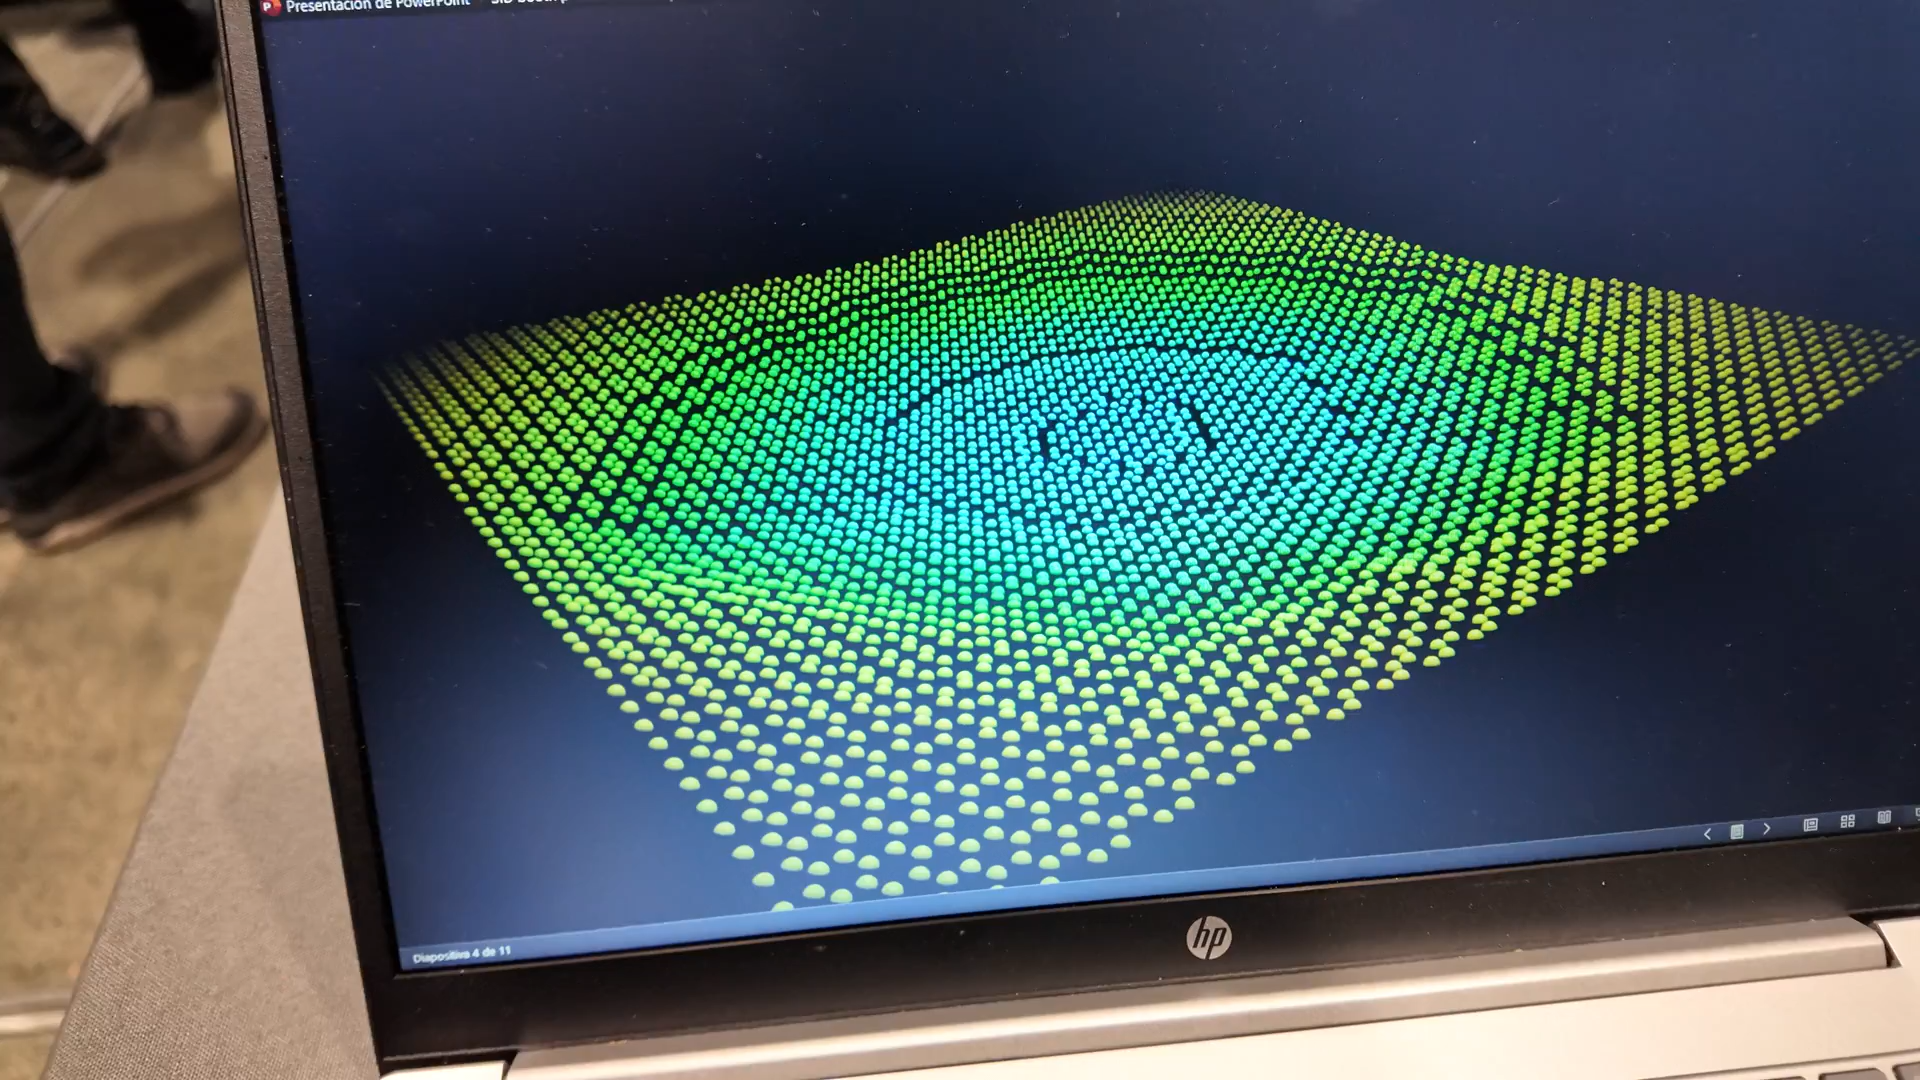 Presentación de PowerPoint
Diapositiva 4 de 11
hp